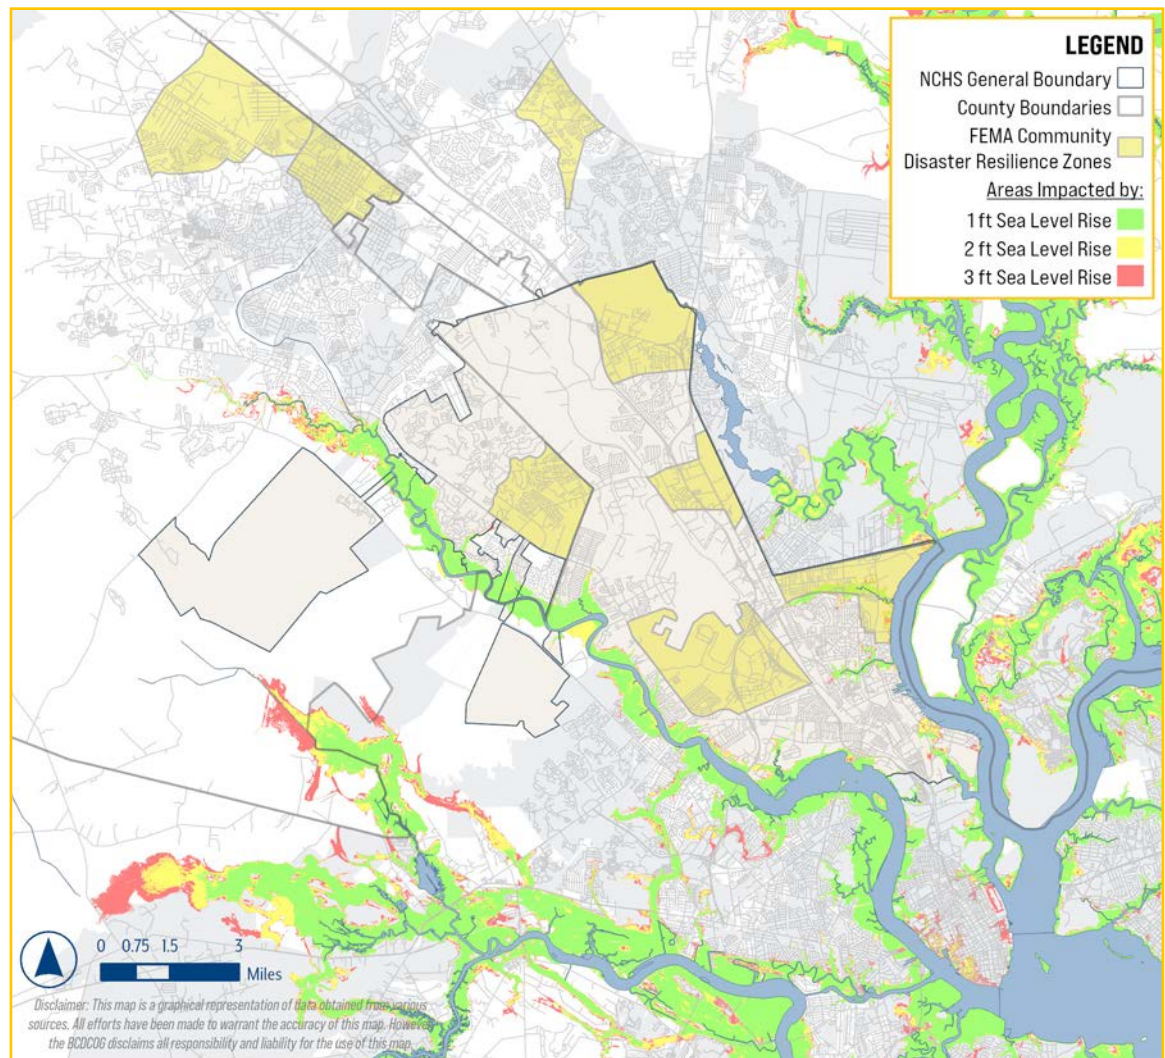 LEGEND
NCHS General Boundary
County Boundaries
FEMA Community
Disaster Resilience Zones
Areas Impacted by:
1 ft Sea Level Rise
2 ft Sea Level Rise
3 ft Sea Level Rise
0 0.75 1.5 3
Miles
Disclaimer: This map is a graphical representation of data obtained from various
sources. All efforts have been made to warrant the accuracy of this map. However
the BCDCOG disclaims all responsibility and liability for the use of this map.